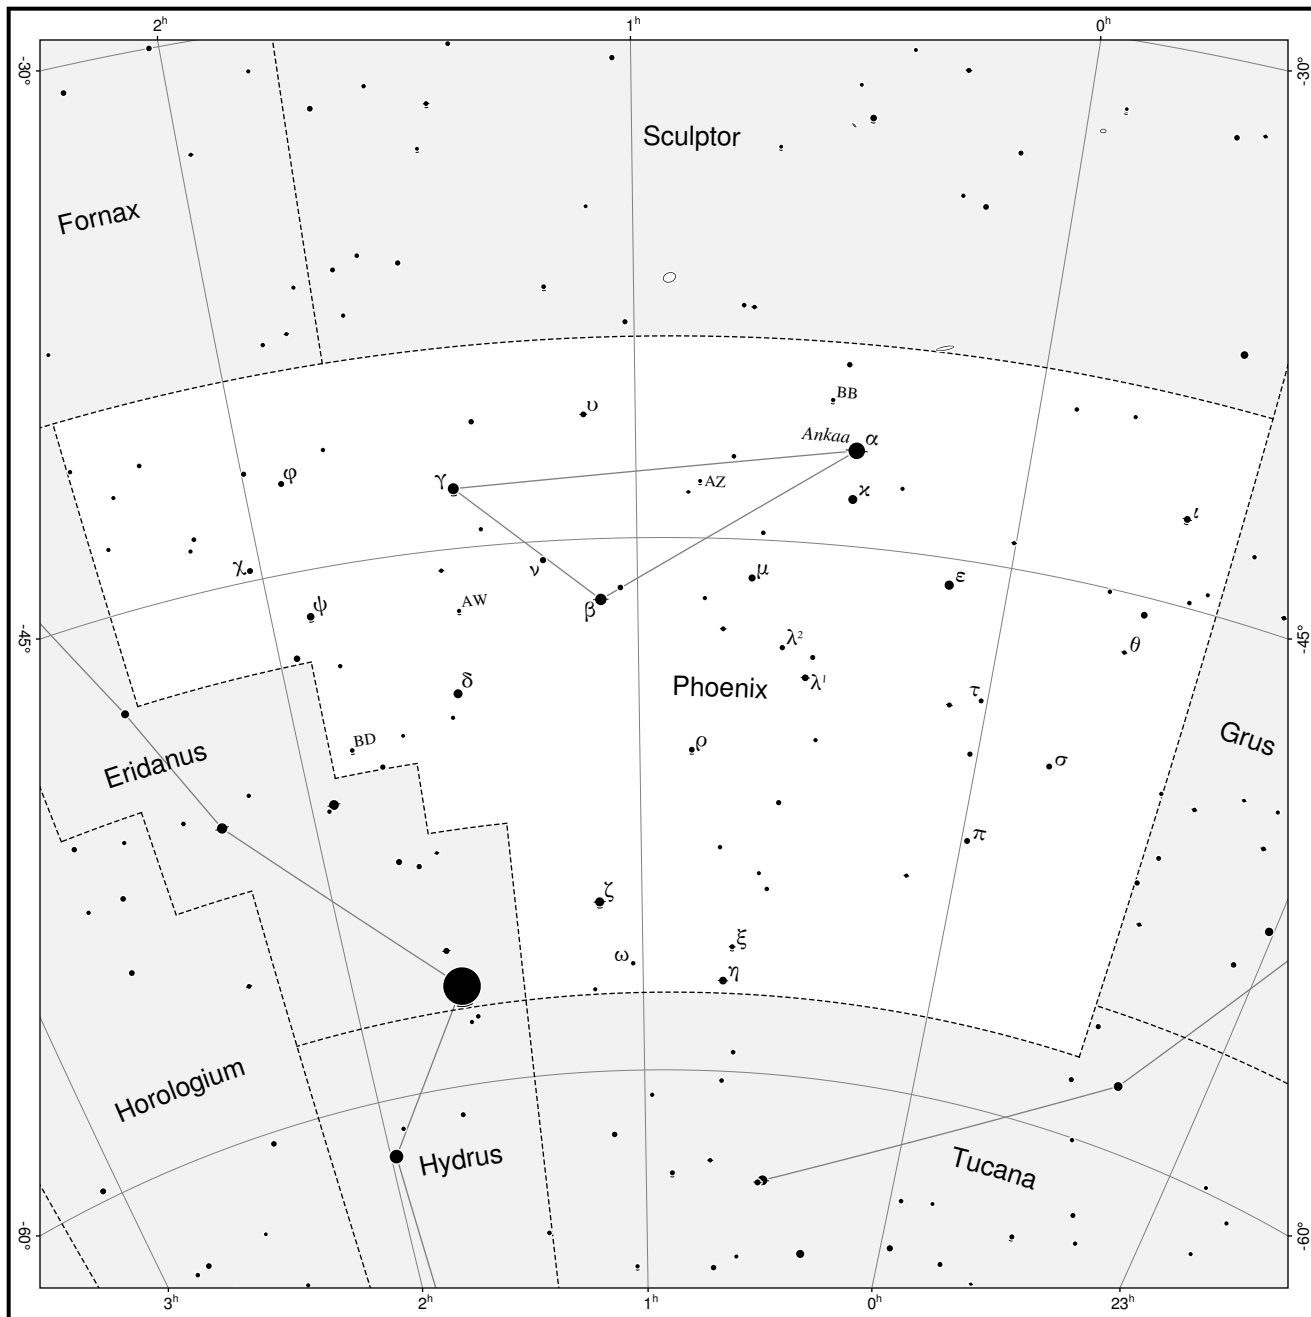 2h 1h 0h
-30° -30°
Sculptor
Fornax
BB
υ
Ankaa α
φ γ AZ ϰ
ι
χ ν μ ε
ψ AW β
-45° θ -45°
λ2
δ Phoenix λ1 τ
BD ρ Grus
Eridanus σ
π
ζ
ω ξ
η
Horologium
Hydrus Tucana
-60° -60°
3h 2h 1h 0h 23h